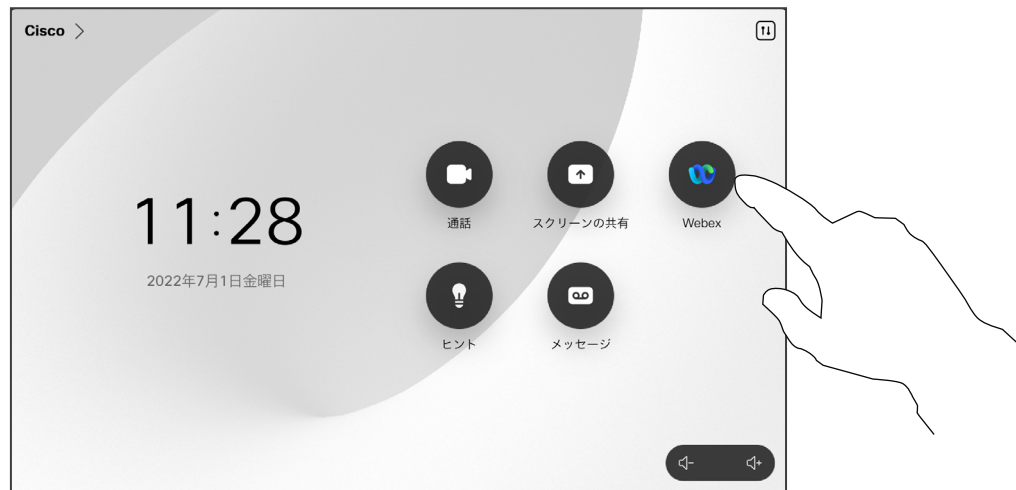 Cisco
11:28
2022年7月1日金曜日
通話
スクリーンの共有
Webex
ヒント
メッセージ